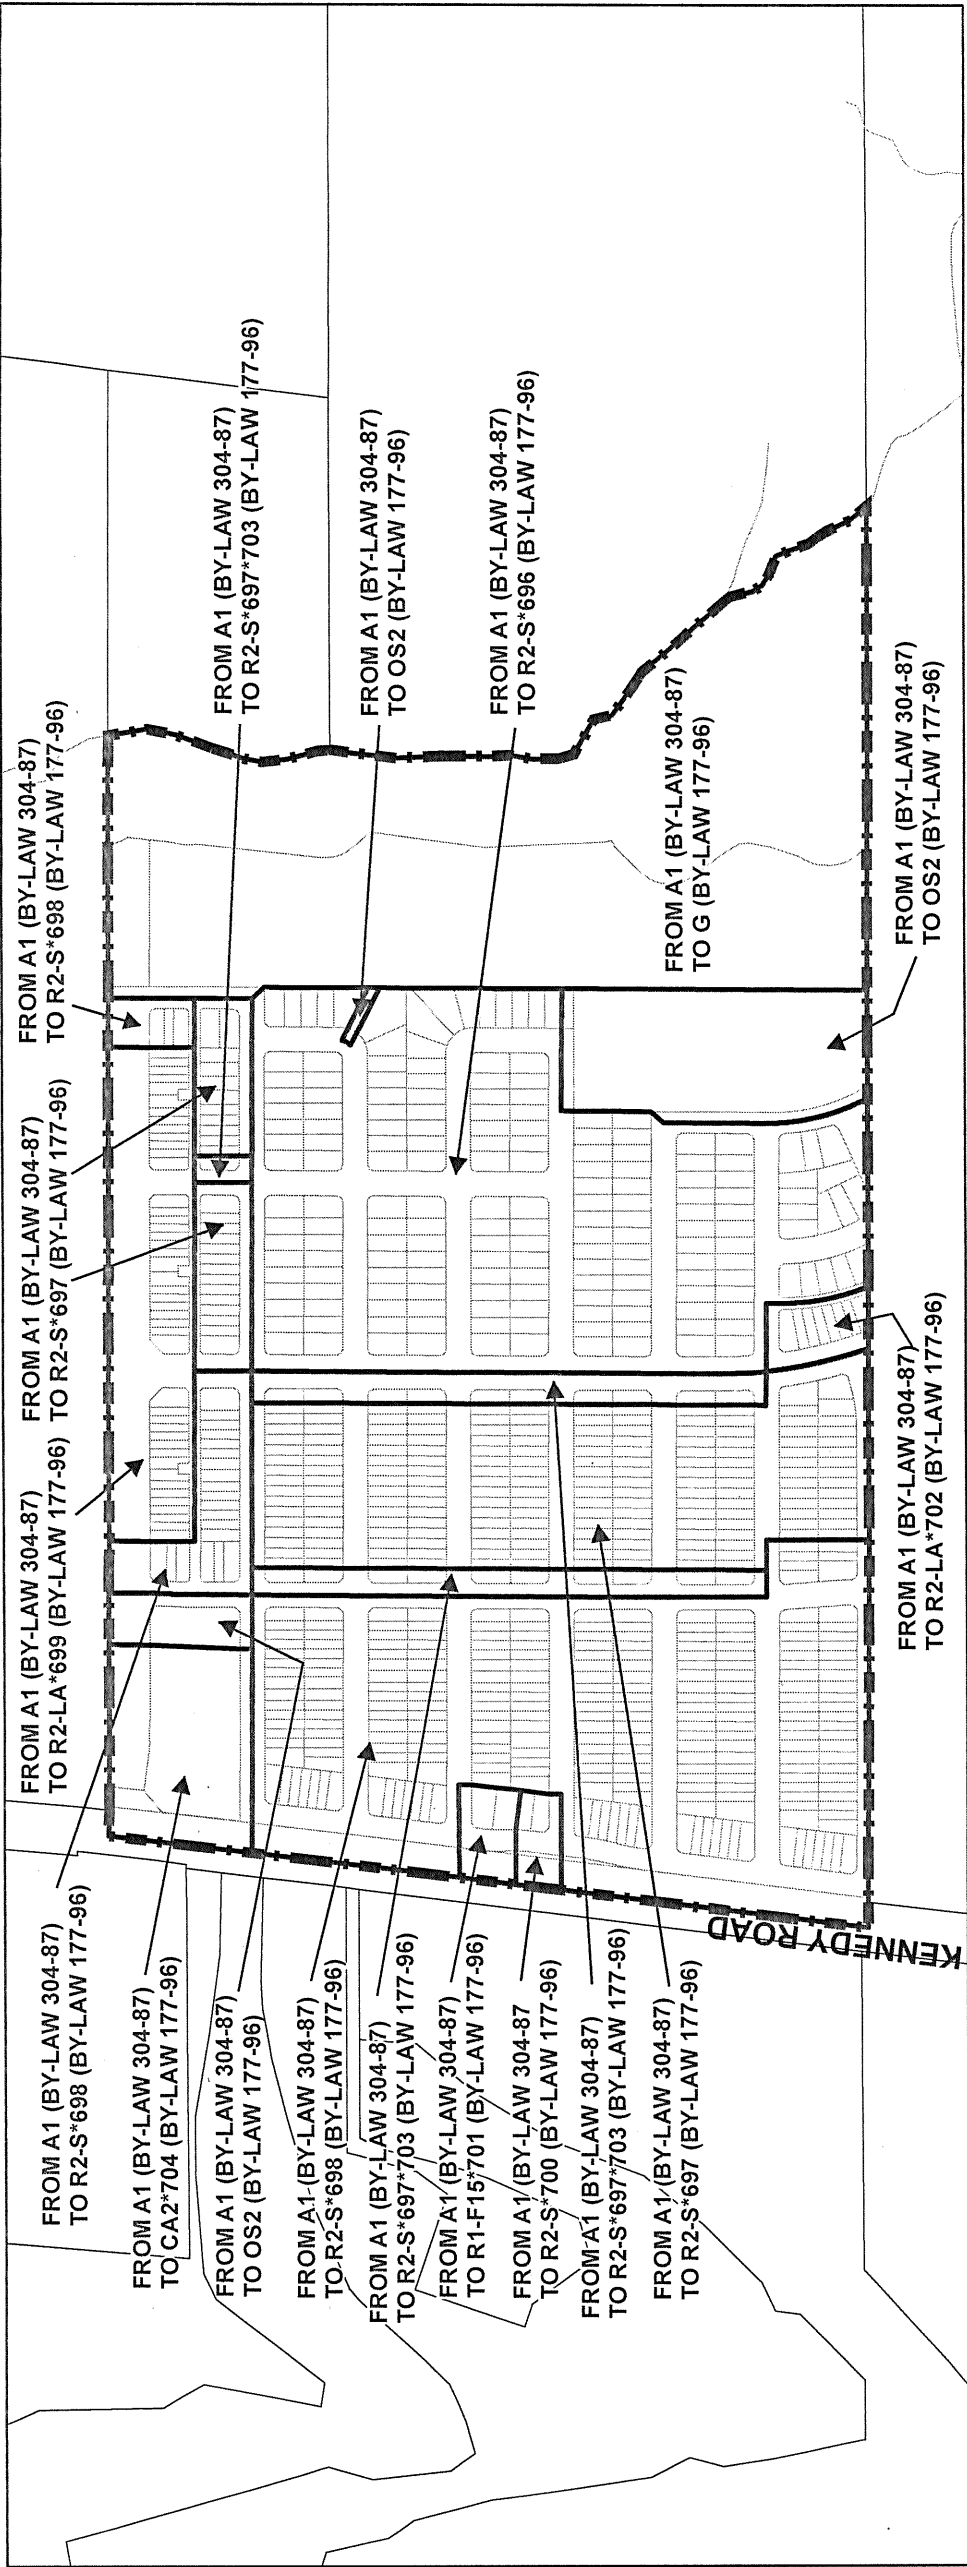 FROM A1 (BY-LAW 304-87)
TO R2-S*698 (BY-LAW 177-96)
FROM A1 (BY-LAW 304-87)
TO CA2*704 (BY-LAW 177-96)
FROM A1 (BY-LAW 304-87)
TO OS2 (BY-LAW 177-96)
FROM A1 (BY-LAW 304-87)
TO R2-S*698 (BY-LAW 177-96)
FROM A1 (BY-LAW 304-87)
TO R2-S*697*703 (BY-LAW 177-96)
FROM A1 (BY-LAW 304-87)
TO R1-F15*701 (BY-LAW 177-96)
FROM A1 (BY-LAW 304-87
TO R2-S*700 (BY-LAW 177-96)
FROM A1 (BY-LAW 304-87)
TO R2-S*697*703 (BY-LAW 177-96)
FROM A1 (BY-LAW 304-87)
TO R2-S*697 (BY-LAW 177-96)
KENNEDY ROAD
FROM A1 (BY-LAW 304-87)
TO R2-LA*699 (BY-LAW 177-96)
FROM A1 (BY-LAW 304-87)
TO R2-S*697 (BY-LAW 177-96)
FROM A1 (BY-LAW 304-87)
TO R2-S*698 (BY-LAW 177-96)
FROM A1 (BY-LAW 304-87)
TO R2-S*697*703 (BY-LAW 177-96)
FROM A1 (BY-LAW 304-87)
TO OS2 (BY-LAW 177-96)
FROM A1 (BY-LAW 304-87)
TO R2-S*696 (BY-LAW 177-96)
FROM A1 (BY-LAW 304-87)
TO G (BY-LAW 177-96)
FROM A1 (BY-LAW 304-87)
TO R2-LA*702 (BY-LAW 177-96)
FROM A1 (BY-LAW 304-87)
TO OS2 (BY-LAW 177-96)